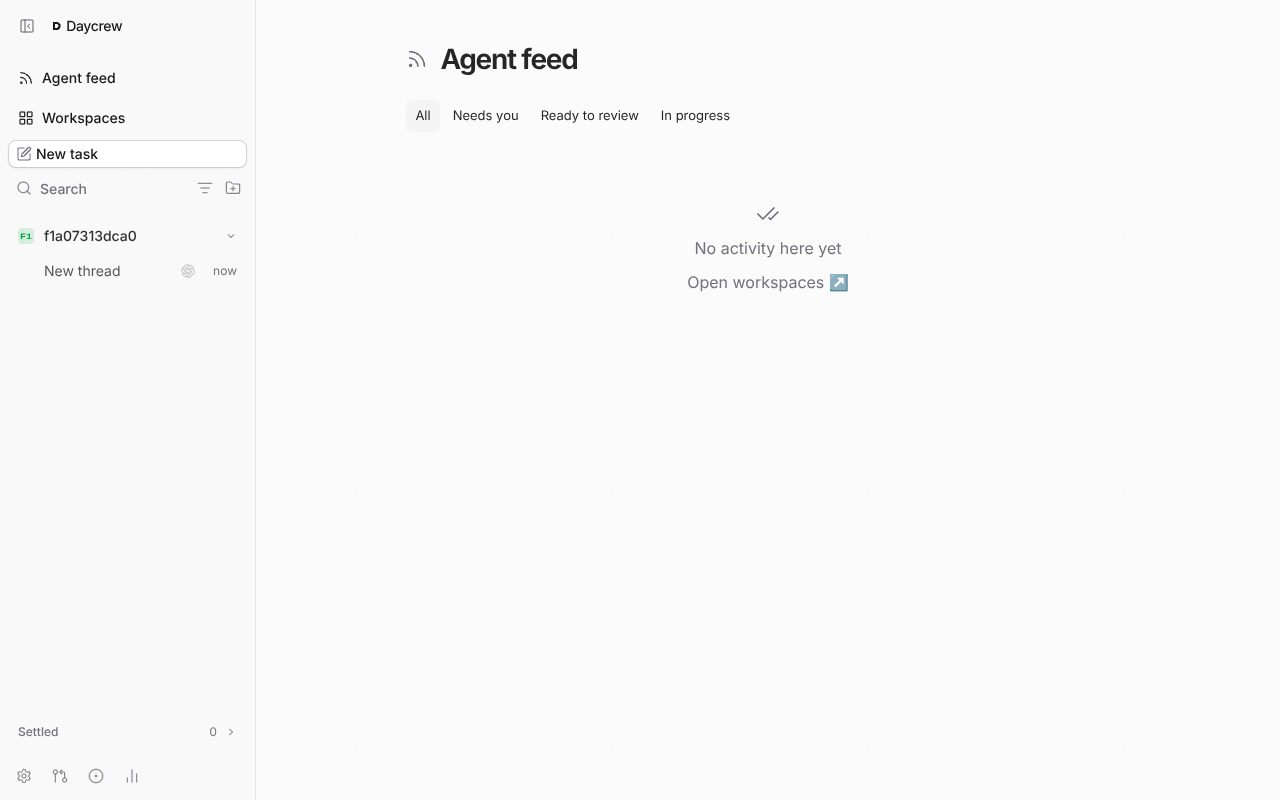 Daycrew
Agent feed
Workspaces
New task
Search
F1 f1a07313dca0
New thread now
Settled 0
Agent feed
All Needs you Ready to review In progress
No activity here yet
Open workspaces ↗️